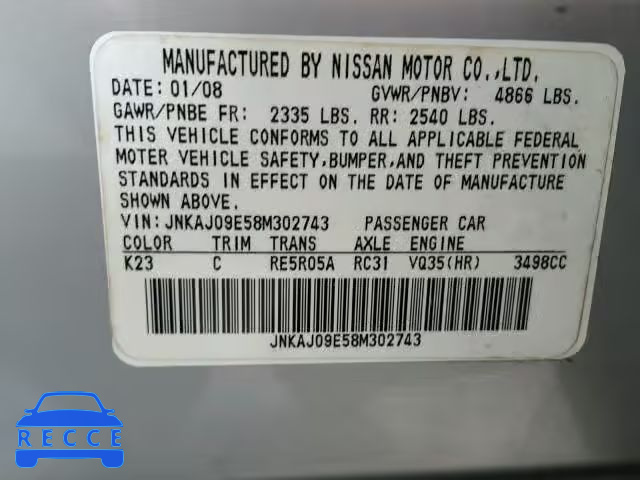 MANUFACTURED BY NISSAN MOTOR CO.,LTD.
DATE: 01/08 GVWR/PNBV: 4866 LBS.
GAWR/PNBE FR: 2335 LBS. RR: 2540 LBS.
THIS VEHICLE CONFORMS TO ALL APPLICABLE FEDERAL
MOTER VEHICLE SAFETY,BUMPER,AND THEFT PREVENTION
STANDARDS IN EFFECT ON THE DATE OF MANUFACTURE
SHOWN ABOVE.
VIN:JNKAJ09E58M302743 PASSENGER CAR
COLOR TRIM TRANS AXLE ENGINE
K23 C RE5R05A RC31 VQ35(HR) 3498CC
JNKAJ09E58M302743
RECCE